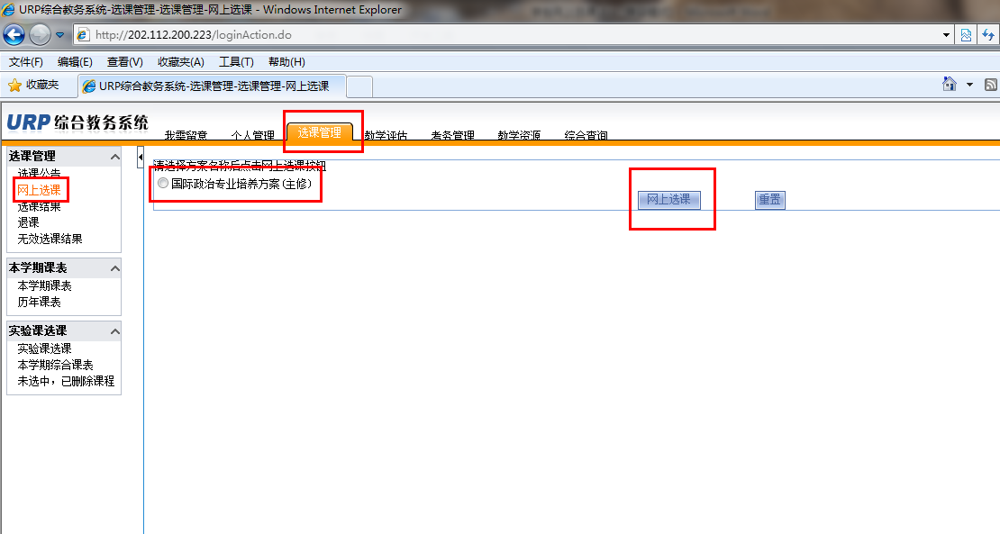 URP综合教务系统-选课管理-选课管理-网上选课 - Windows Internet Explorer
http://202.112.200.223/loginAction.do
文件(F) 编辑(E) 查看(V) 收藏夹(A) 工具(T) 帮助(H)
收藏夹 URP综合教务系统-选课管理-选课管理-网上选课
URP 综合教务系统
我需留意 个人管理 选课管理 教学评估 考务管理 教学资源 综合查询
选课管理
选课公告
网上选课
选课结果
退课
无效选课结果
本学期课表
本学期课表
历年课表
实验课选课
实验课选课
本学期综合课表
未选中，已删除课程
请选择方案名称后点击网上选课按钮
国际政治专业培养方案(主修)
网上选课 重置